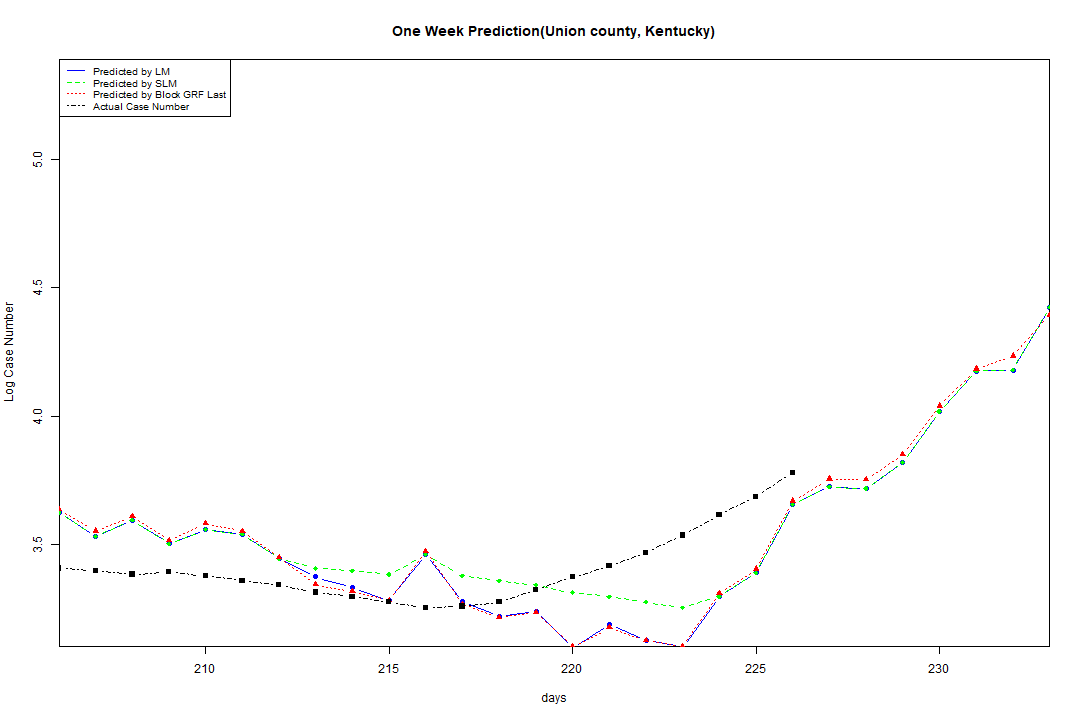 One Week Prediction(Union county, Kentucky)
Predicted by LM
Predicted by SLM
Predicted by Block GRF Last
Actual Case Number
5.0
4.5
4.0
3.5
Log Case Number
210 215 220 225 230
days